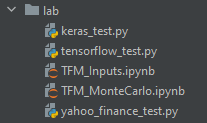 lab
keras_test.py
tensorflow_test.py
TFM_Inputs.ipynb
TFM_MonteCarlo.ipynb
yahoo_finance_test.py